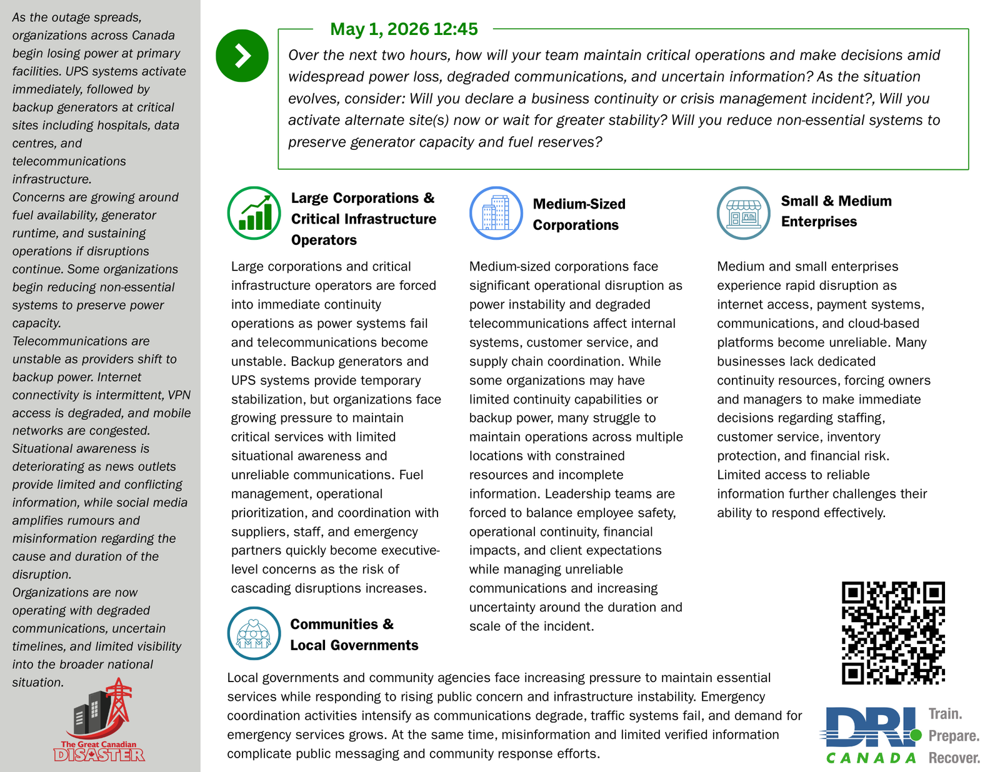 As the outage spreads,
organizations across Canada
begin losing power at primary
facilities. UPS systems activate
immediately, followed by
backup generators at critical
sites including hospitals, data
centres, and
telecommunications
infrastructure.
Concerns are growing around
fuel availability, generator
runtime, and sustaining
operations if disruptions
continue. Some organizations
begin reducing non-essential
systems to preserve power
capacity.
Telecommunications are
unstable as providers shift to
backup power. Internet
connectivity is intermittent, VPN
access is degraded, and mobile
networks are congested.
Situational awareness is
deteriorating as news outlets
provide limited and conflicting
information, while social media
amplifies rumours and
misinformation regarding the
cause and duration of the
disruption.
Organizations are now
operating with degraded
communications, uncertain
timelines, and limited visibility
into the broader national
situation.
The Great Canadian
DISASTER
May 1, 2026 12:45
Over the next two hours, how will your team maintain critical operations and make decisions amid
widespread power loss, degraded communications, and uncertain information? As the situation
evolves, consider: Will you declare a business continuity or crisis management incident?, Will you
activate alternate site(s) now or wait for greater stability? Will you reduce non-essential systems to
preserve generator capacity and fuel reserves?
Large Corporations &
Critical Infrastructure
Operators
Large corporations and critical
infrastructure operators are forced
into immediate continuity
operations as power systems fail
and telecommunications become
unstable. Backup generators and
UPS systems provide temporary
stabilization, but organizations face
growing pressure to maintain
critical services with limited
situational awareness and
unreliable communications. Fuel
management, operational
prioritization, and coordination with
suppliers, staff, and emergency
partners quickly become executive-
level concerns as the risk of
cascading disruptions increases.
Medium-Sized
Corporations
Medium-sized corporations face
significant operational disruption as
power instability and degraded
telecommunications affect internal
systems, customer service, and
supply chain coordination. While
some organizations may have
limited continuity capabilities or
backup power, many struggle to
maintain operations across multiple
locations with constrained
resources and incomplete
information. Leadership teams are
forced to balance employee safety,
operational continuity, financial
impacts, and client expectations
while managing unreliable
communications and increasing
uncertainty around the duration and
scale of the incident.
Small & Medium
Enterprises
Medium and small enterprises
experience rapid disruption as
internet access, payment systems,
communications, and cloud-based
platforms become unreliable. Many
businesses lack dedicated
continuity resources, forcing owners
and managers to make immediate
decisions regarding staffing,
customer service, inventory
protection, and financial risk.
Limited access to reliable
information further challenges their
ability to respond effectively.
Communities &
Local Governments
Local governments and community agencies face increasing pressure to maintain essential
services while responding to rising public concern and infrastructure instability. Emergency
coordination activities intensify as communications degrade, traffic systems fail, and demand for
emergency services grows. At the same time, misinformation and limited verified information
complicate public messaging and community response efforts.
DRI
CANADA
Train.
Prepare.
Recover.